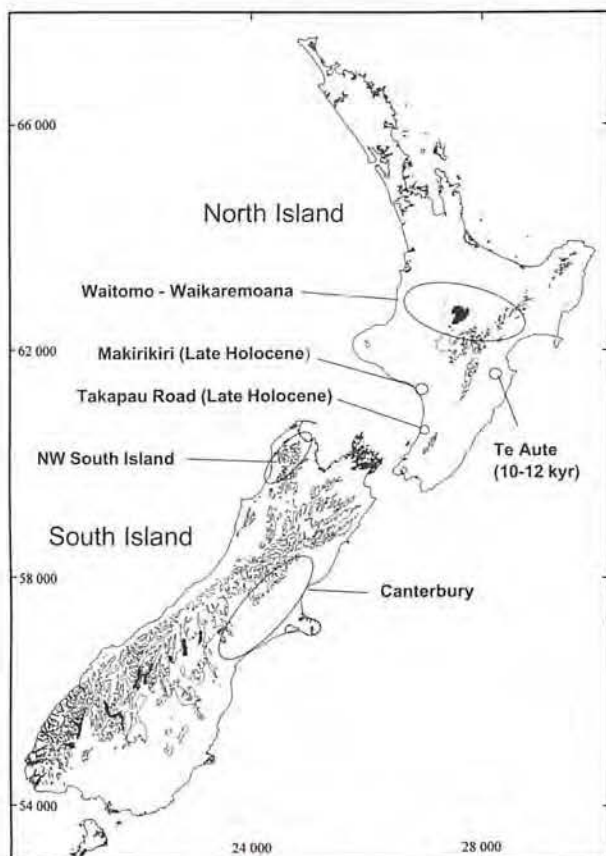 66 000
North Island
Waitomo - Waikaremoana
62 000
Makirikiri (Late Holocene)
Takapau Road (Late Holocene)
Te Aute
(10-12 kyr)
NW South Island
South Island
58 000
Canterbury
54 000
24 000
28 000